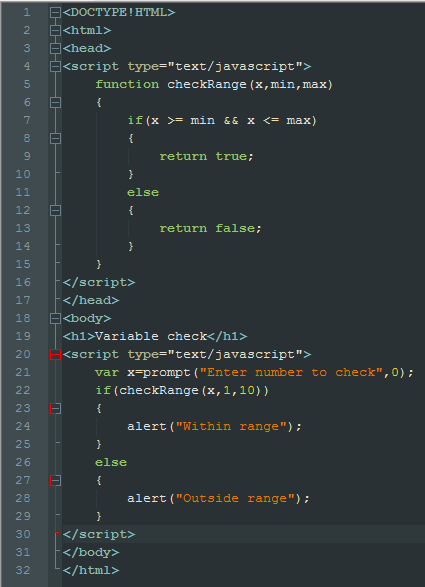 1 <DOCTYPE!HTML>
2 <html>
3 <head>
4 <script type="text/javascript">
5 function checkRange(x,min,max)
6 {
7 if(x >= min && x <= max)
8 {
9 return true;
10 }
11 else
12 {
13 return false;
14 }
15 }
16 </script>
17 </head>
18 <body>
19 <h1>Variable check</h1>
20 <script type="text/javascript">
21 var x=prompt("Enter number to check",0);
22 if(checkRange(x,1,10))
23 {
24 alert("Within range");
25 }
26 else
27 {
28 alert("Outside range");
29 }
30 </script>
31 </body>
32 </html>